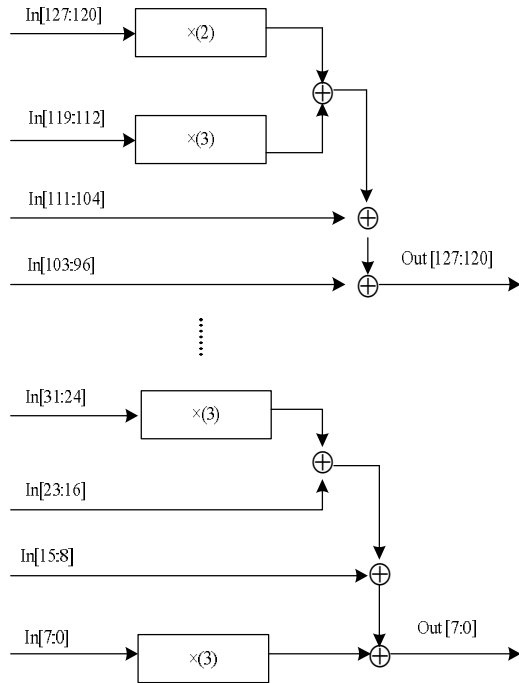 In[127:120]
×(2)
In[119:112]
×(3)
In[111:104]
In[103:96]
Out [127:120]
In[31:24]
×(3)
In[23:16]
In[15:8]
In[7:0]
×(3)
Out [7:0]